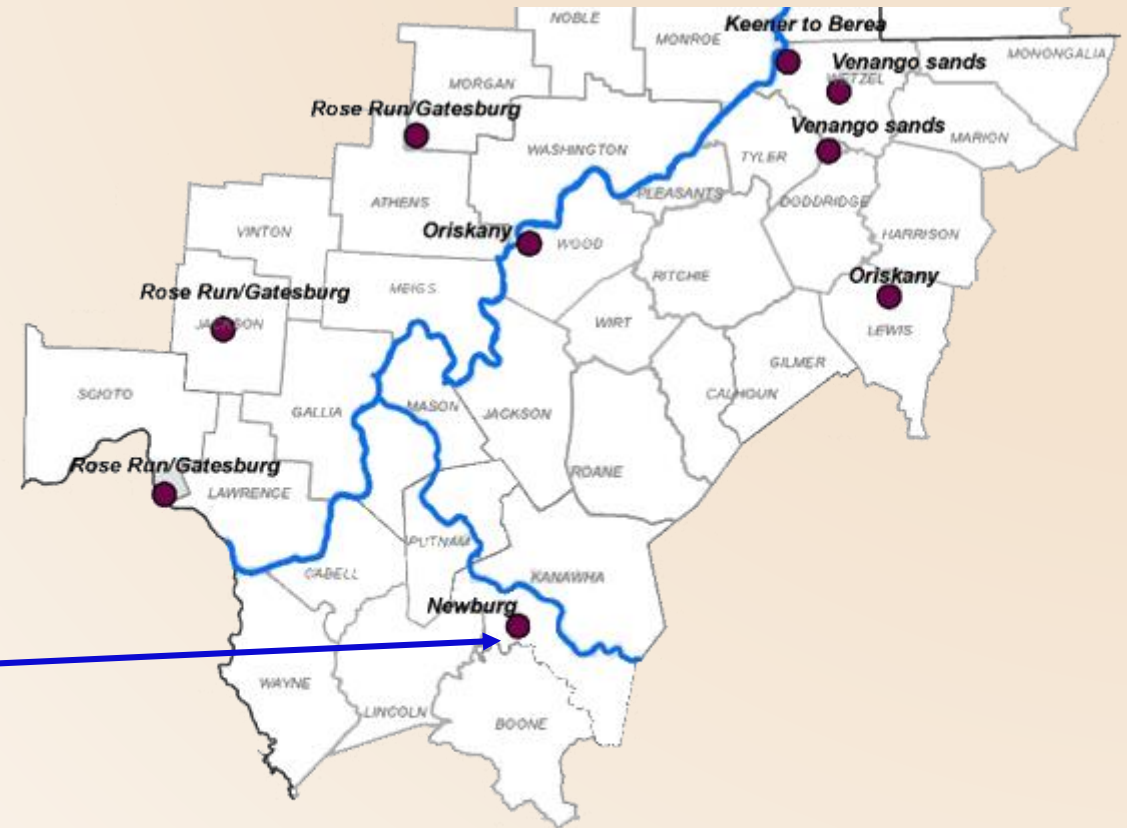 NOBLE
Keener to Berea
MONROE
MONONGALIA
Venango sands
WETZEL
MORGAN
Rose Run/Gatesburg
Venango sands
MARION
WASHINGTON
TYLER
PLEASANTS
ATHENS
DODDRIDGE
VINTON
Oriskany
WOOD
HARRISON
RITCHIE
Oriskany
Rose Run/Gatesburg
MEIGS
JACKSON
WIRT
LEWIS
GILMER
SCIOTO
CALHOUN
GALLIA
MASON
JACKSON
Rose Run/Gatesburg
ROANE
LAWRENCE
PUTNAM
CABELL
KANAWHA
Newburg
WAYNE
LINCOLN
BOONE